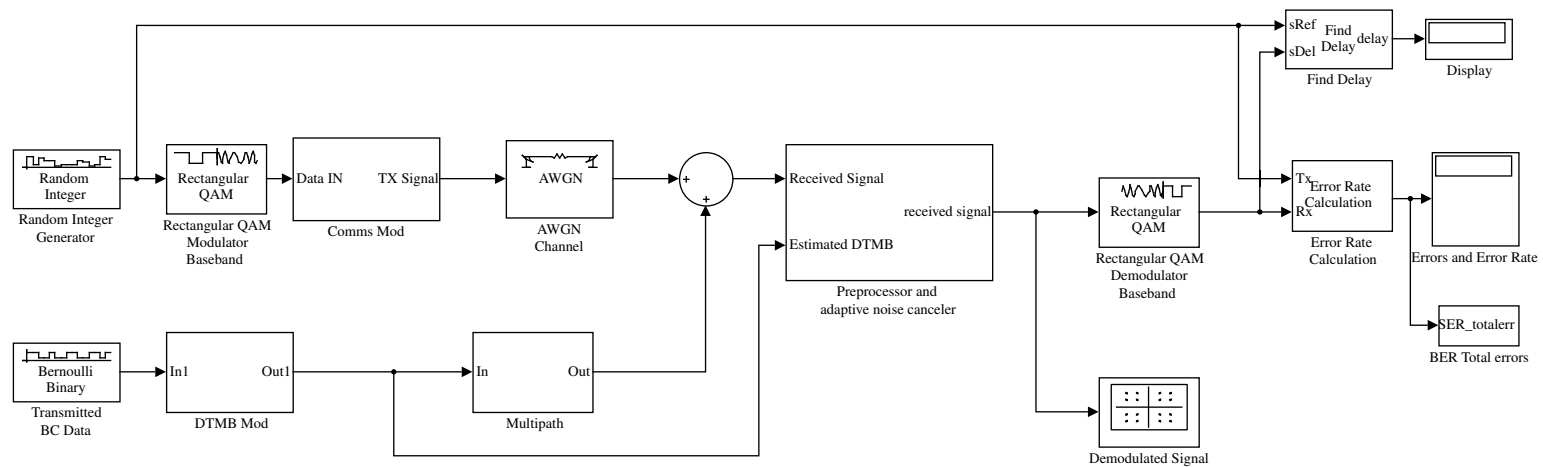 sRef
Find
Delay
delay
sDel
Find Delay
Display
Random
Integer
Random Integer
Generator
Rectangular
QAM
Rectangular QAM
Modulator
Baseband
Data IN
TX Signal
Comms Mod
AWGN
AWGN
Channel
+
+
Received Signal
received signal
Estimated DTMB
Preprocessor and
adaptive noise canceler
Rectangular
QAM
Rectangular QAM
Demodulator
Baseband
Tx
Error Rate
Calculation
Rx
Error Rate
Calculation
Errors and Error Rate
SER_totalerr
BER Total errors
Bernoulli
Binary
Transmitted
BC Data
In1
Out1
DTMB Mod
In
Out
Multipath
Demodulated Signal